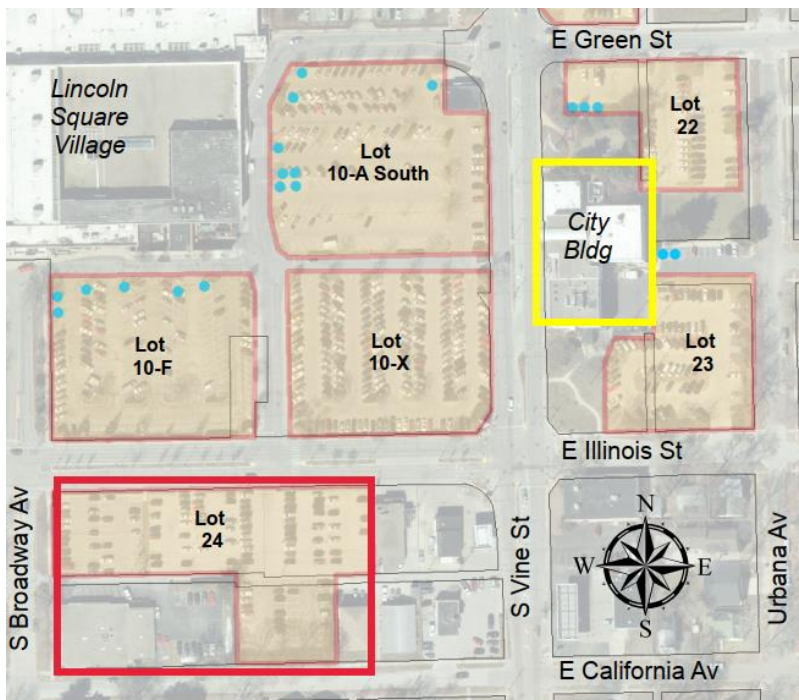 E Green St
Lincoln
Square
Village
Lot
22
Lot
10-A South
City
Bldg
Lot
10-F
Lot
10-X
Lot
23
E Illinois St
S Broadway Av
Lot
24
S Vine St
N
W
E
S
Urbana Av
E California Av